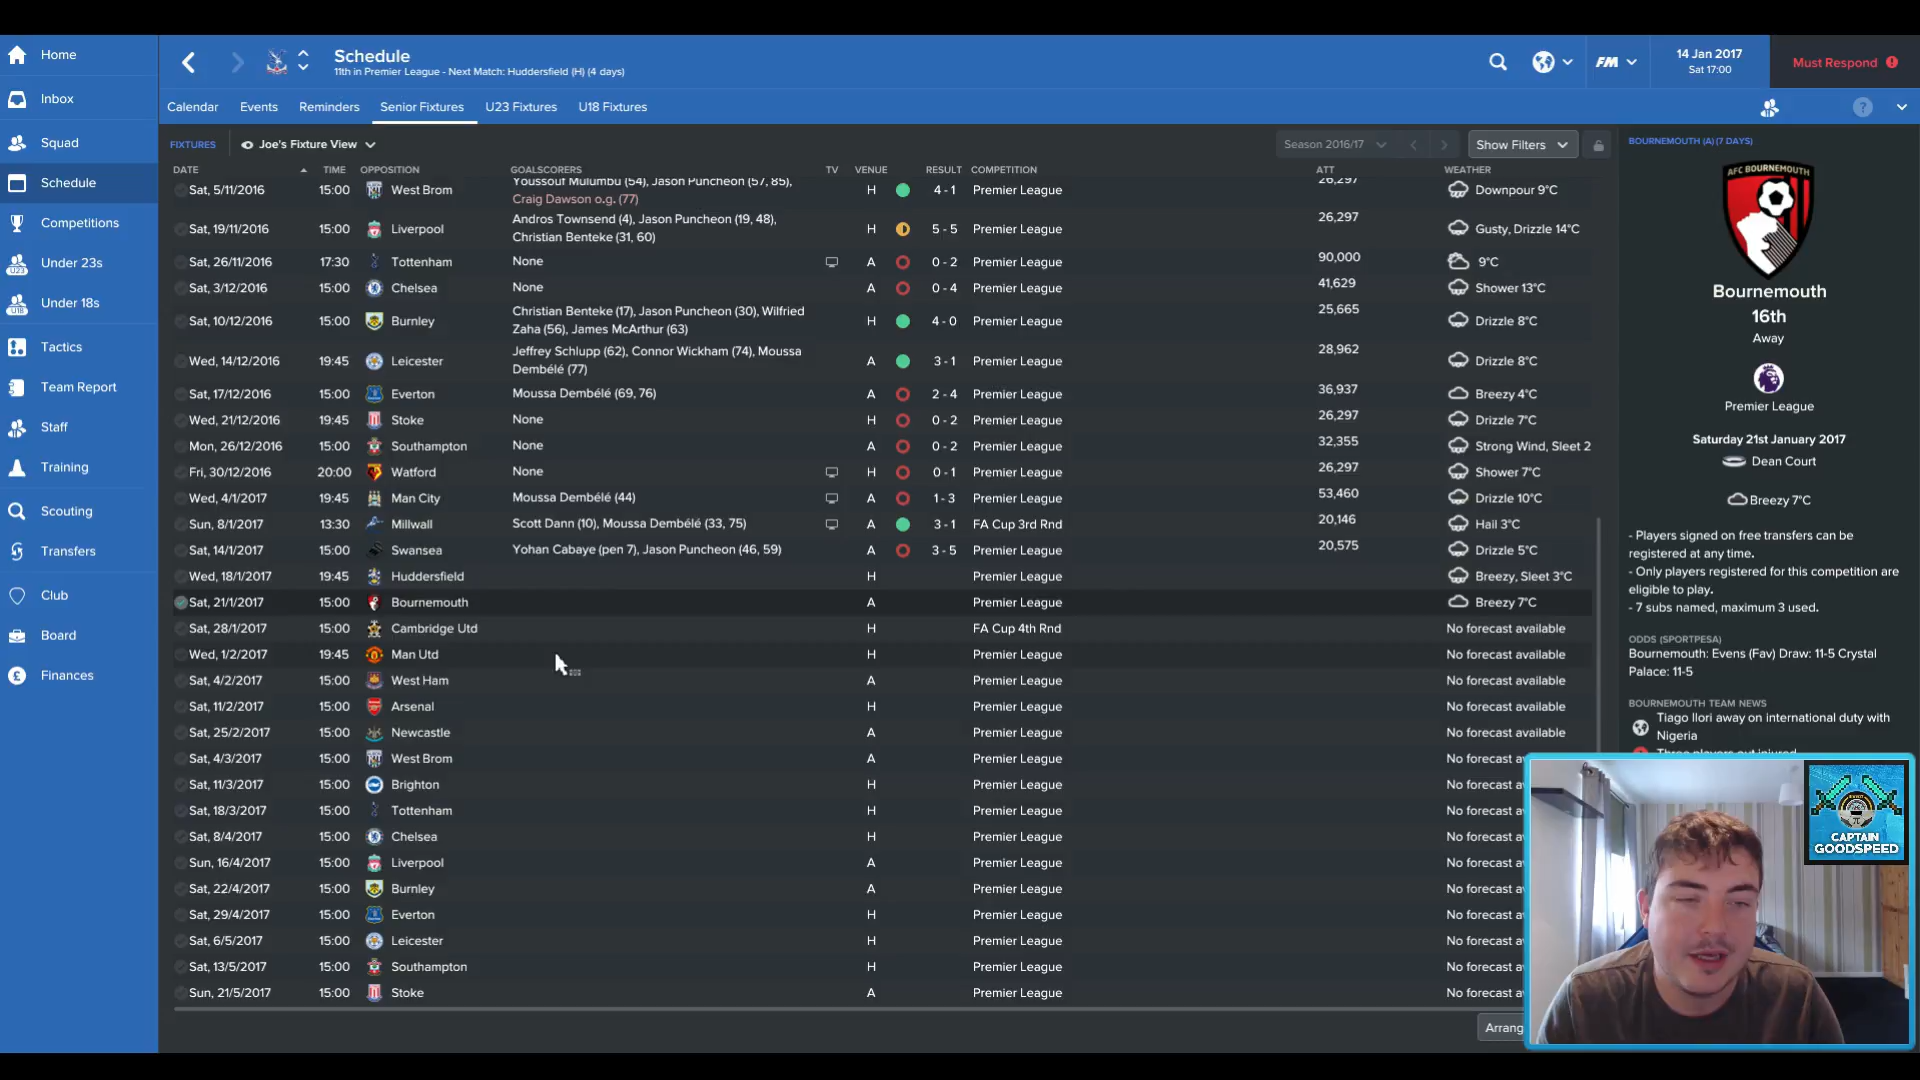 Home
Inbox
Squad
Schedule
Competitions
Under 23s
Under 18s
Tactics
Team Report
Staff
Training
Scouting
Transfers
Club
Board
Finances
Schedule
11th in Premier League - Next Match: Huddersfield (H) (4 days)
FM
14 Jan 2017
Sat 17:00
Must Respond
Calendar Events Reminders Senior Fixtures U23 Fixtures U18 Fixtures
FIXTURES Joe's Fixture View Season 2016/17 Show Filters
DATE TIME OPPOSITION GOALSCORERS TV VENUE RESULT COMPETITION ATT WEATHER
Sat, 5/11/2016 15:00 West Brom Youssouf Mulumbu (54), Jason Puncheon (57, 85), H 4 - 1 Premier League 26,297 Downpour 9°C
Craig Dawson o.g. (77)
Sat, 19/11/2016 15:00 Liverpool Andros Townsend (4), Jason Puncheon (19, 48), H 5 - 5 Premier League 26,297 Gusty, Drizzle 14°C
Christian Benteke (31, 60)
Sat, 26/11/2016 17:30 Tottenham None A 0 - 2 Premier League 90,000 9°C
Sat, 3/12/2016 15:00 Chelsea None A 0 - 4 Premier League 41,629 Shower 13°C
Sat, 10/12/2016 15:00 Burnley Christian Benteke (17), Jason Puncheon (30), Wilfried H 4 - 0 Premier League 25,665 Drizzle 8°C
Zaha (56), James McArthur (63)
Wed, 14/12/2016 19:45 Leicester Jeffrey Schlupp (62), Connor Wickham (74), Moussa A 3 - 1 Premier League 28,962 Drizzle 8°C
Dembélé (77)
Sat, 17/12/2016 15:00 Everton Moussa Dembélé (69, 76) A 2 - 4 Premier League 36,937 Breezy 4°C
Wed, 21/12/2016 19:45 Stoke None H 0 - 2 Premier League 26,297 Drizzle 7°C
Mon, 26/12/2016 15:00 Southampton None A 0 - 2 Premier League 32,355 Strong Wind, Sleet 2
Fri, 30/12/2016 20:00 Watford None H 0 - 1 Premier League 26,297 Shower 7°C
Wed, 4/1/2017 19:45 Man City Moussa Dembélé (44) A 1 - 3 Premier League 53,460 Drizzle 10°C
Sun, 8/1/2017 13:30 Millwall Scott Dann (10), Moussa Dembélé (33, 75) A 3 - 1 FA Cup 3rd Rnd 20,146 Hail 3°C
Sat, 14/1/2017 15:00 Swansea Yohan Cabaye (pen 7), Jason Puncheon (46, 59) A 3 - 5 Premier League 20,575 Drizzle 5°C
Wed, 18/1/2017 19:45 Huddersfield H Premier League Breezy, Sleet 3°C
Sat, 21/1/2017 15:00 Bournemouth A Premier League Breezy 7°C
Sat, 28/1/2017 15:00 Cambridge Utd H FA Cup 4th Rnd No forecast available
Wed, 1/2/2017 19:45 Man Utd H Premier League No forecast available
Sat, 4/2/2017 15:00 West Ham A Premier League No forecast available
Sat, 11/2/2017 15:00 Arsenal H Premier League No forecast available
Sat, 25/2/2017 15:00 Newcastle A Premier League No forecast available
Sat, 4/3/2017 15:00 West Brom A Premier League No forecast a
Sat, 11/3/2017 15:00 Brighton H Premier League No forecast a
Sat, 18/3/2017 15:00 Tottenham H Premier League No forecast a
Sat, 8/4/2017 15:00 Chelsea H Premier League No forecast a
Sun, 16/4/2017 15:00 Liverpool A Premier League No forecast a
Sat, 22/4/2017 15:00 Burnley A Premier League No forecast a
Sat, 29/4/2017 15:00 Everton H Premier League No forecast a
Sat, 6/5/2017 15:00 Leicester H Premier League No forecast a
Sat, 13/5/2017 15:00 Southampton H Premier League No forecast a
Sun, 21/5/2017 15:00 Stoke A Premier League No forecast a
Arrang
BOURNEMOUTH (A) (7 DAYS)
AFC BOURNEMOUTH
Bournemouth
16th
Away
Premier League
Saturday 21st January 2017
Dean Court
Breezy 7°C
- Players signed on free transfers can be
registered at any time.
- Only players registered for this competition are
eligible to play.
- 7 subs named, maximum 3 used.
ODDS (SPORTPESA)
Bournemouth: Evens (Fav) Draw: 11-5 Crystal
Palace: 11-5
BOURNEMOUTH TEAM NEWS
Tiago Ilori away on international duty with
Nigeria
Three players out injured
CAPTAIN
GOODSPEED